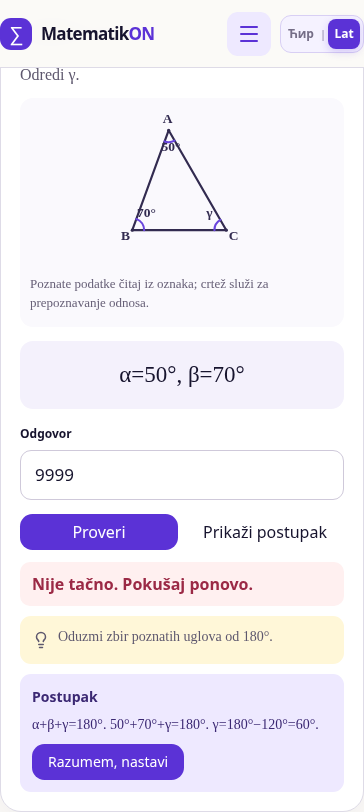 ∑ MatematikON
Ћир | Lat
Odredi γ.
A
50°
70°
γ
B
C
Poznate podatke čitaj iz oznaka; crtež služi za
prepoznavanje odnosa.
α=50°, β=70°
Odgovor
9999
Proveri
Prikaži postupak
Nije tačno. Pokušaj ponovo.
Oduzmi zbir poznatih uglova od 180°.
Postupak
α+β+γ=180°. 50°+70°+γ=180°. γ=180°−120°=60°.
Razumem, nastavi